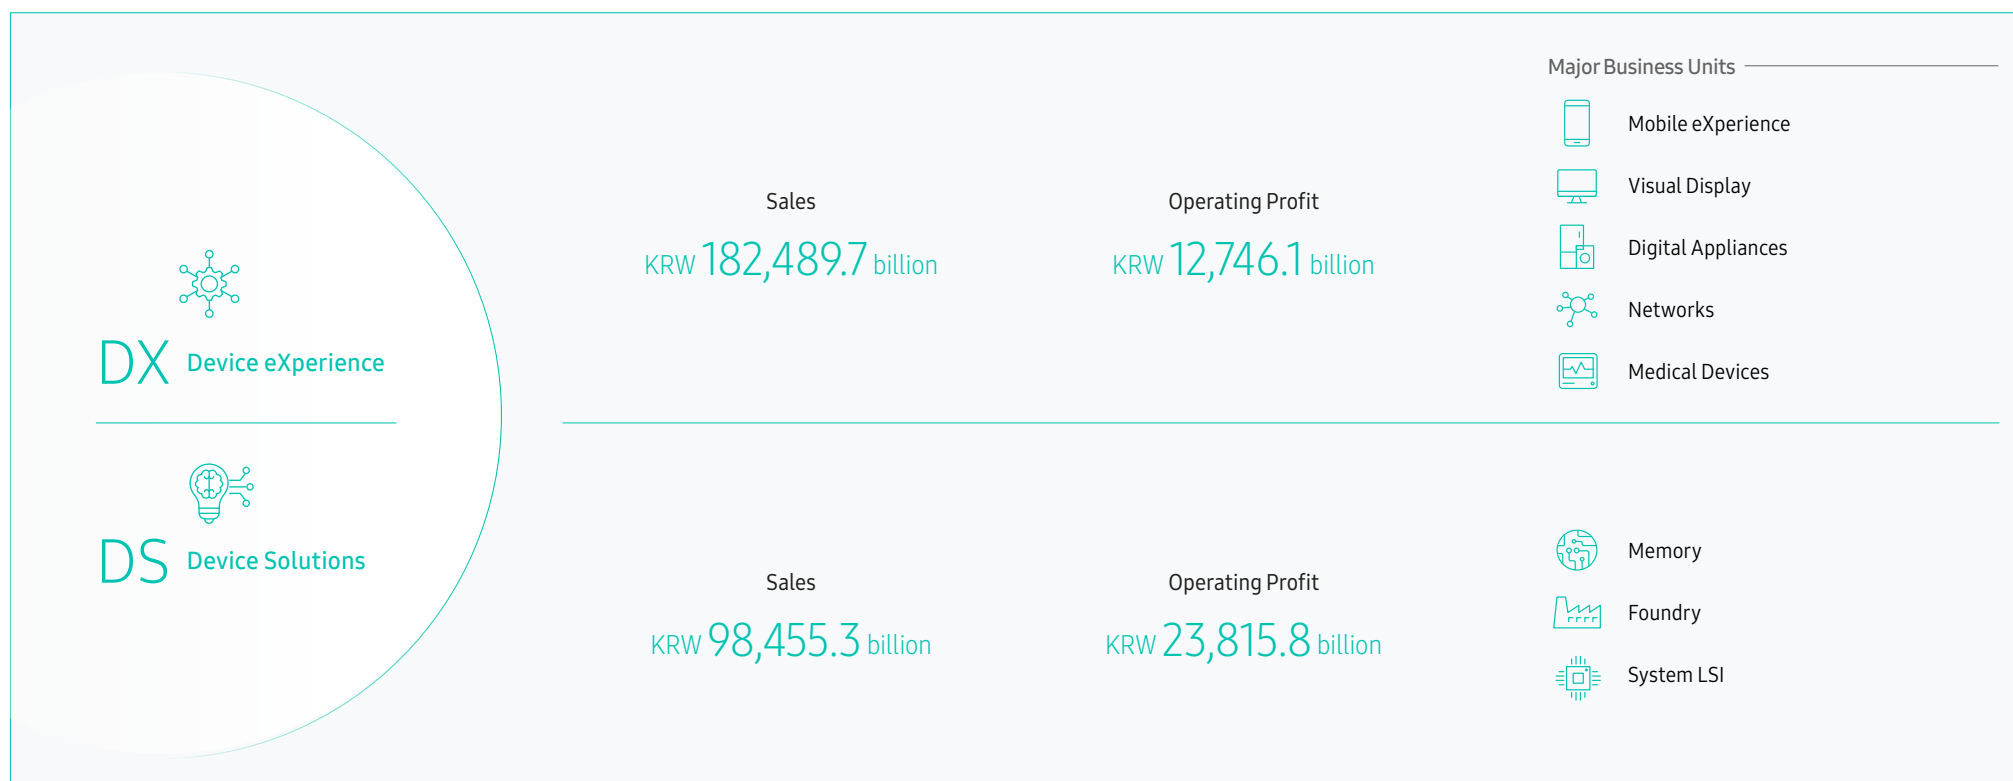 Major Business Units
DX Device eXperience
Sales
KRW 182,489.7 billion
Operating Profit
KRW 12,746.1 billion
Mobile eXperience
Visual Display
Digital Appliances
Networks
Medical Devices
DS Device Solutions
Sales
KRW 98,455.3 billion
Operating Profit
KRW 23,815.8 billion
Memory
Foundry
System LSI